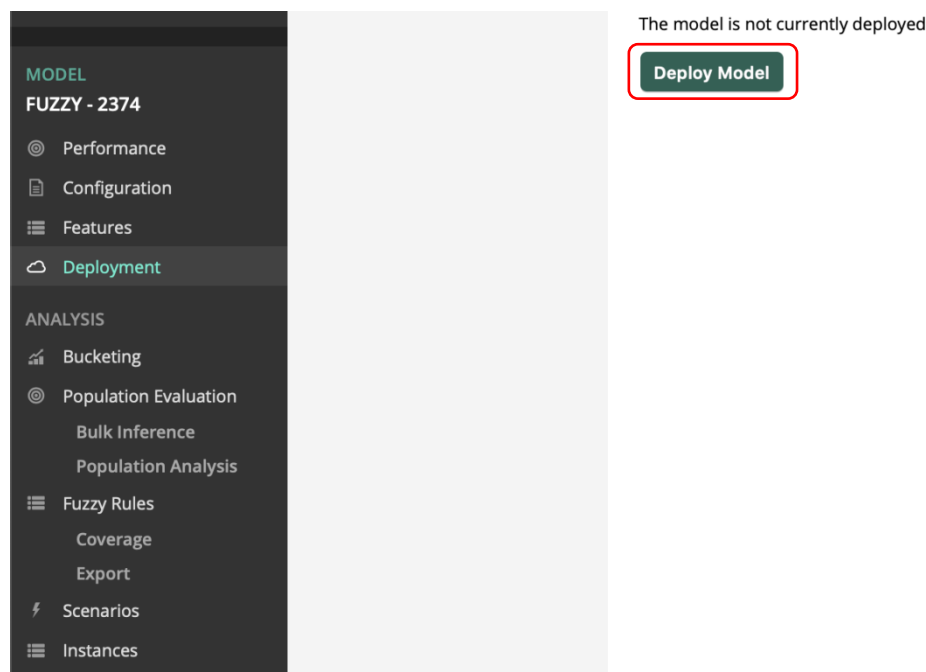 MODEL
FUZZY - 2374
Performance
Configuration
Features
Deployment
ANALYSIS
Bucketing
Population Evaluation
Bulk Inference
Population Analysis
Fuzzy Rules
Coverage
Export
Scenarios
Instances
The model is not currently deployed
Deploy Model